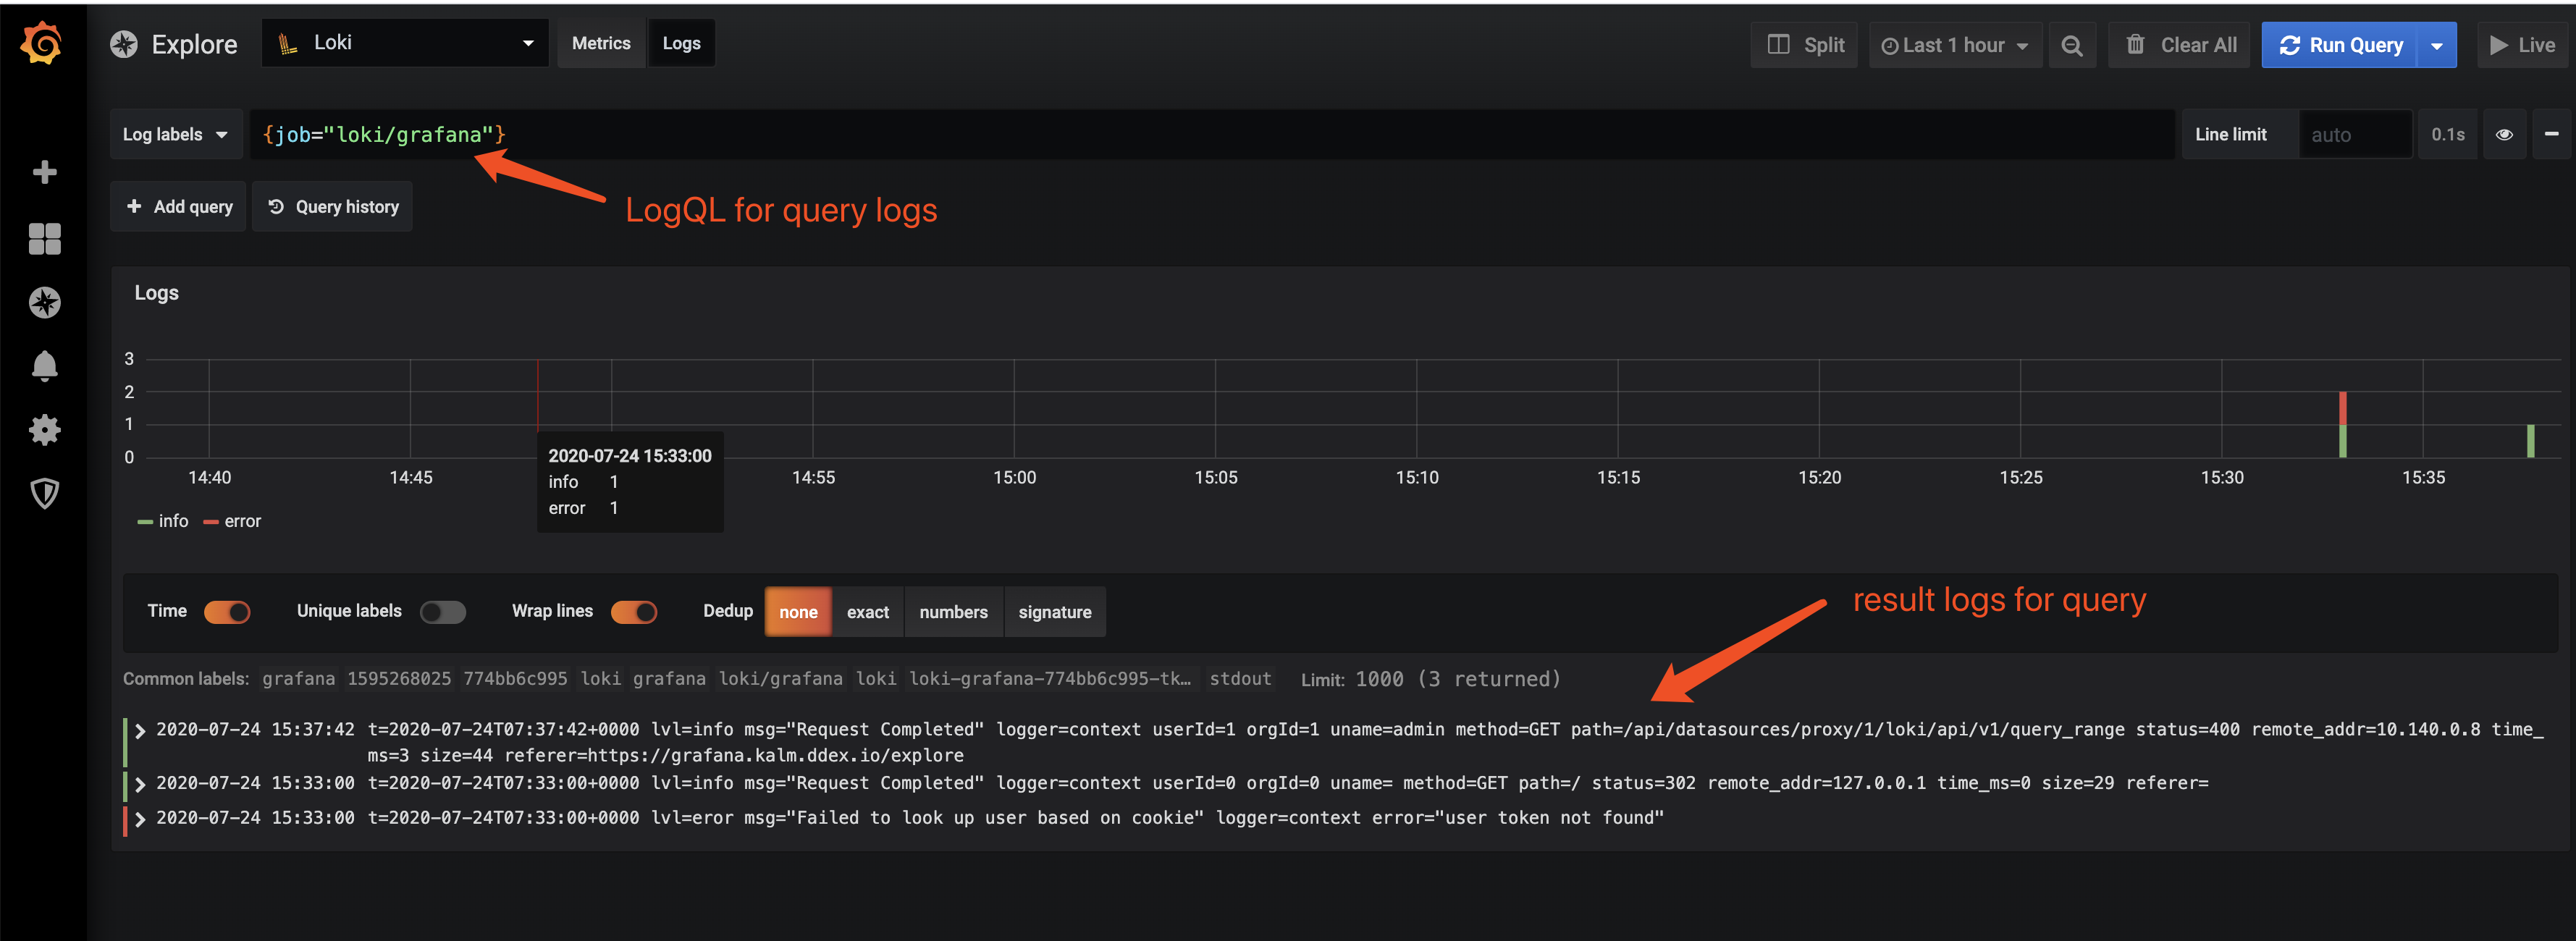 Explore Loki Metrics Logs Split Last 1 hour Clear All Run Query Live
Log labels {job="loki/grafana"} Line limit auto 0.1s
Add query Query history
LogQL for query logs
Logs
3
2
1
0
14:40 14:45 14:55 15:00 15:05 15:10 15:15 15:20 15:25 15:30 15:35
2020-07-24 15:33:00
info 1
error 1
info error
result logs for query
Time Unique labels Wrap lines Dedup none exact numbers signature
Common labels: grafana 1595268025 774bb6c995 loki grafana loki/grafana loki loki-grafana-774bb6c995-tk... stdout Limit: 1000 (3 returned)
2020-07-24 15:37:42 t=2020-07-24T07:37:42+0000 lvl=info msg="Request Completed" logger=context userId=1 orgId=1 uname=admin method=GET path=/api/datasources/proxy/1/loki/api/v1/query_range status=400 remote_addr=10.140.0.8 time_
ms=3 size=44 referer=https://grafana.kalm.ddex.io/explore
2020-07-24 15:33:00 t=2020-07-24T07:33:00+0000 lvl=info msg="Request Completed" logger=context userId=0 orgId=0 uname= method=GET path=/ status=302 remote_addr=127.0.0.1 time_ms=0 size=29 referer=
2020-07-24 15:33:00 t=2020-07-24T07:33:00+0000 lvl=eror msg="Failed to look up user based on cookie" logger=context error="user token not found"